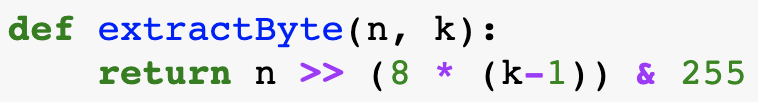 def extractByte(n, k):
    return n >> (8 * (k-1)) & 255